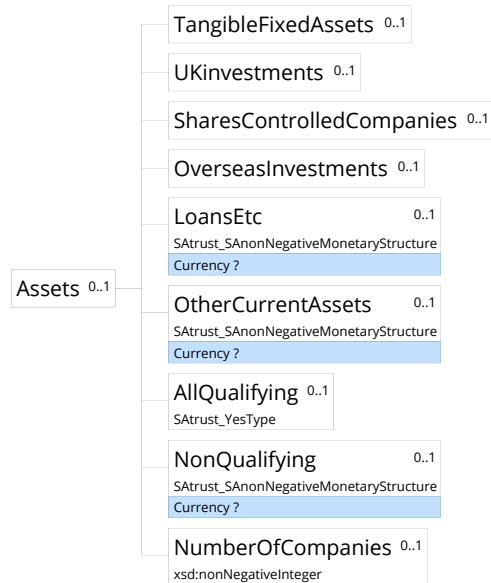 TangibleFixedAssets 0..1
UKinvestments 0..1
SharesControlledCompanies 0..1
OverseasInvestments 0..1
LoansEtc 0..1
SAtrust_SAnonNegativeMonetaryStructure
Currency ?
Assets 0..1
OtherCurrentAssets 0..1
SAtrust_SAnonNegativeMonetaryStructure
Currency ?
AllQualifying 0..1
SAtrust_YesType
NonQualifying 0..1
SAtrust_SAnonNegativeMonetaryStructure
Currency ?
NumberOfCompanies 0..1
xsd:nonNegativeInteger